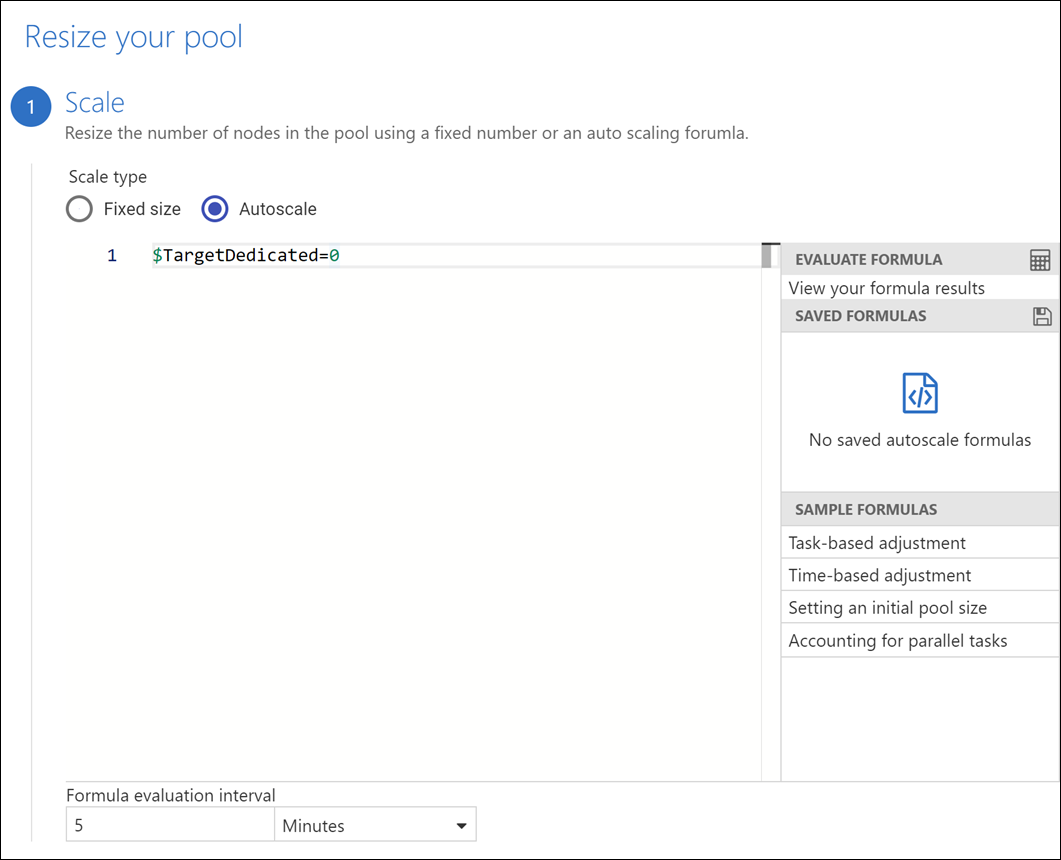 Resize your pool
1 Scale
Resize the number of nodes in the pool using a fixed number or an auto scaling forumla.
Scale type
Fixed size Autoscale
1 $TargetDedicated=0
EVALUATE FORMULA
View your formula results
SAVED FORMULAS
No saved autoscale formulas
SAMPLE FORMULAS
Task-based adjustment
Time-based adjustment
Setting an initial pool size
Accounting for parallel tasks
Formula evaluation interval
5 Minutes